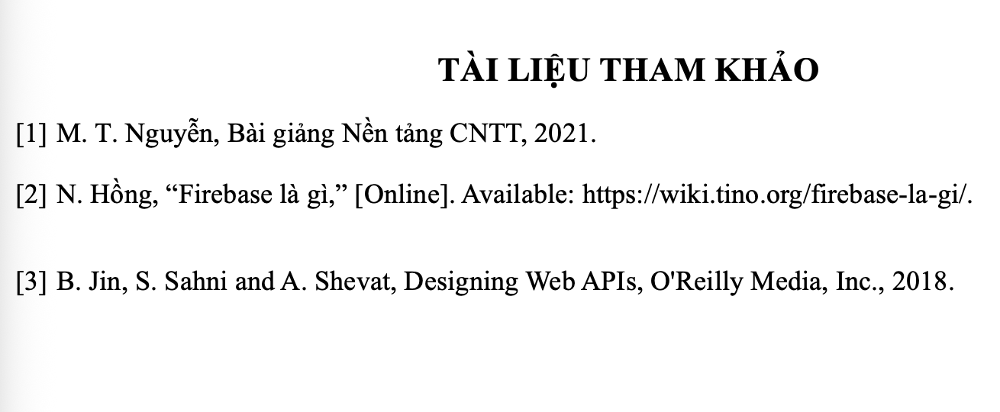 TÀI LIỆU THAM KHẢO
[1] M. T. Nguyễn, Bài giảng Nền tảng CNTT, 2021.
[2] N. Hồng, “Firebase là gì,” [Online]. Available: https://wiki.tino.org/firebase-la-gi/.
[3] B. Jin, S. Sahni and A. Shevat, Designing Web APIs, O'Reilly Media, Inc., 2018.